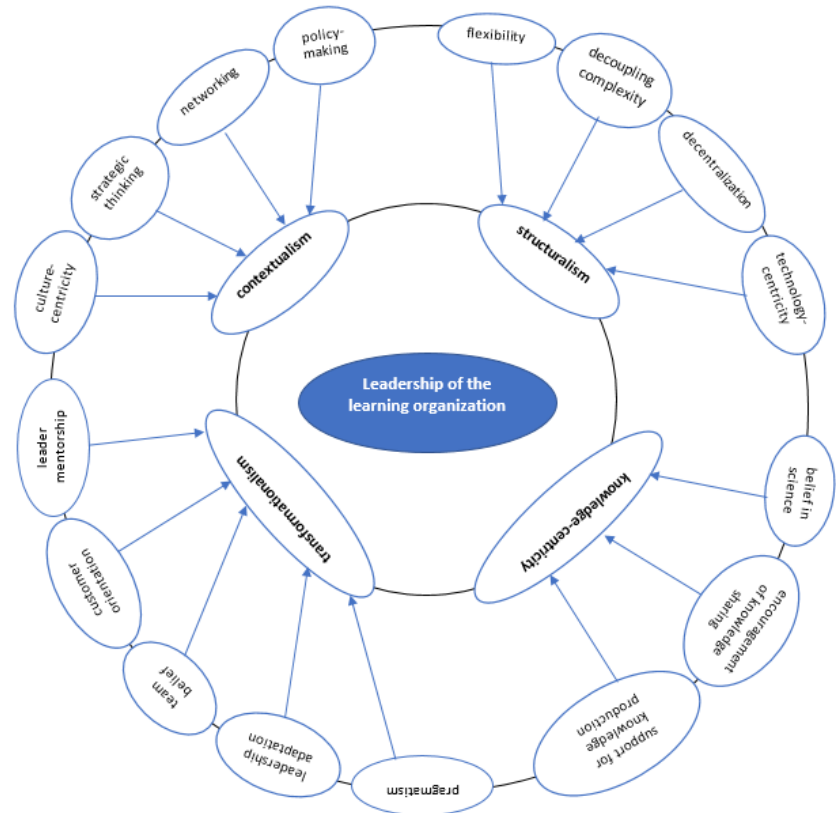 policy-
making
flexibility
decoupling
complexity
networking
decentralization
strategic
thinking
contextualism
structuralism
culture-
centricity
technology-
centricity
Leadership of the
learning organization
leader
mentorship
transformationalism
knowledge-centricity
belief in
science
customer
orientation
encouragement
of knowledge
sharing
team
belief
leadership
adaptation
support for
knowledge
production
pragmatism